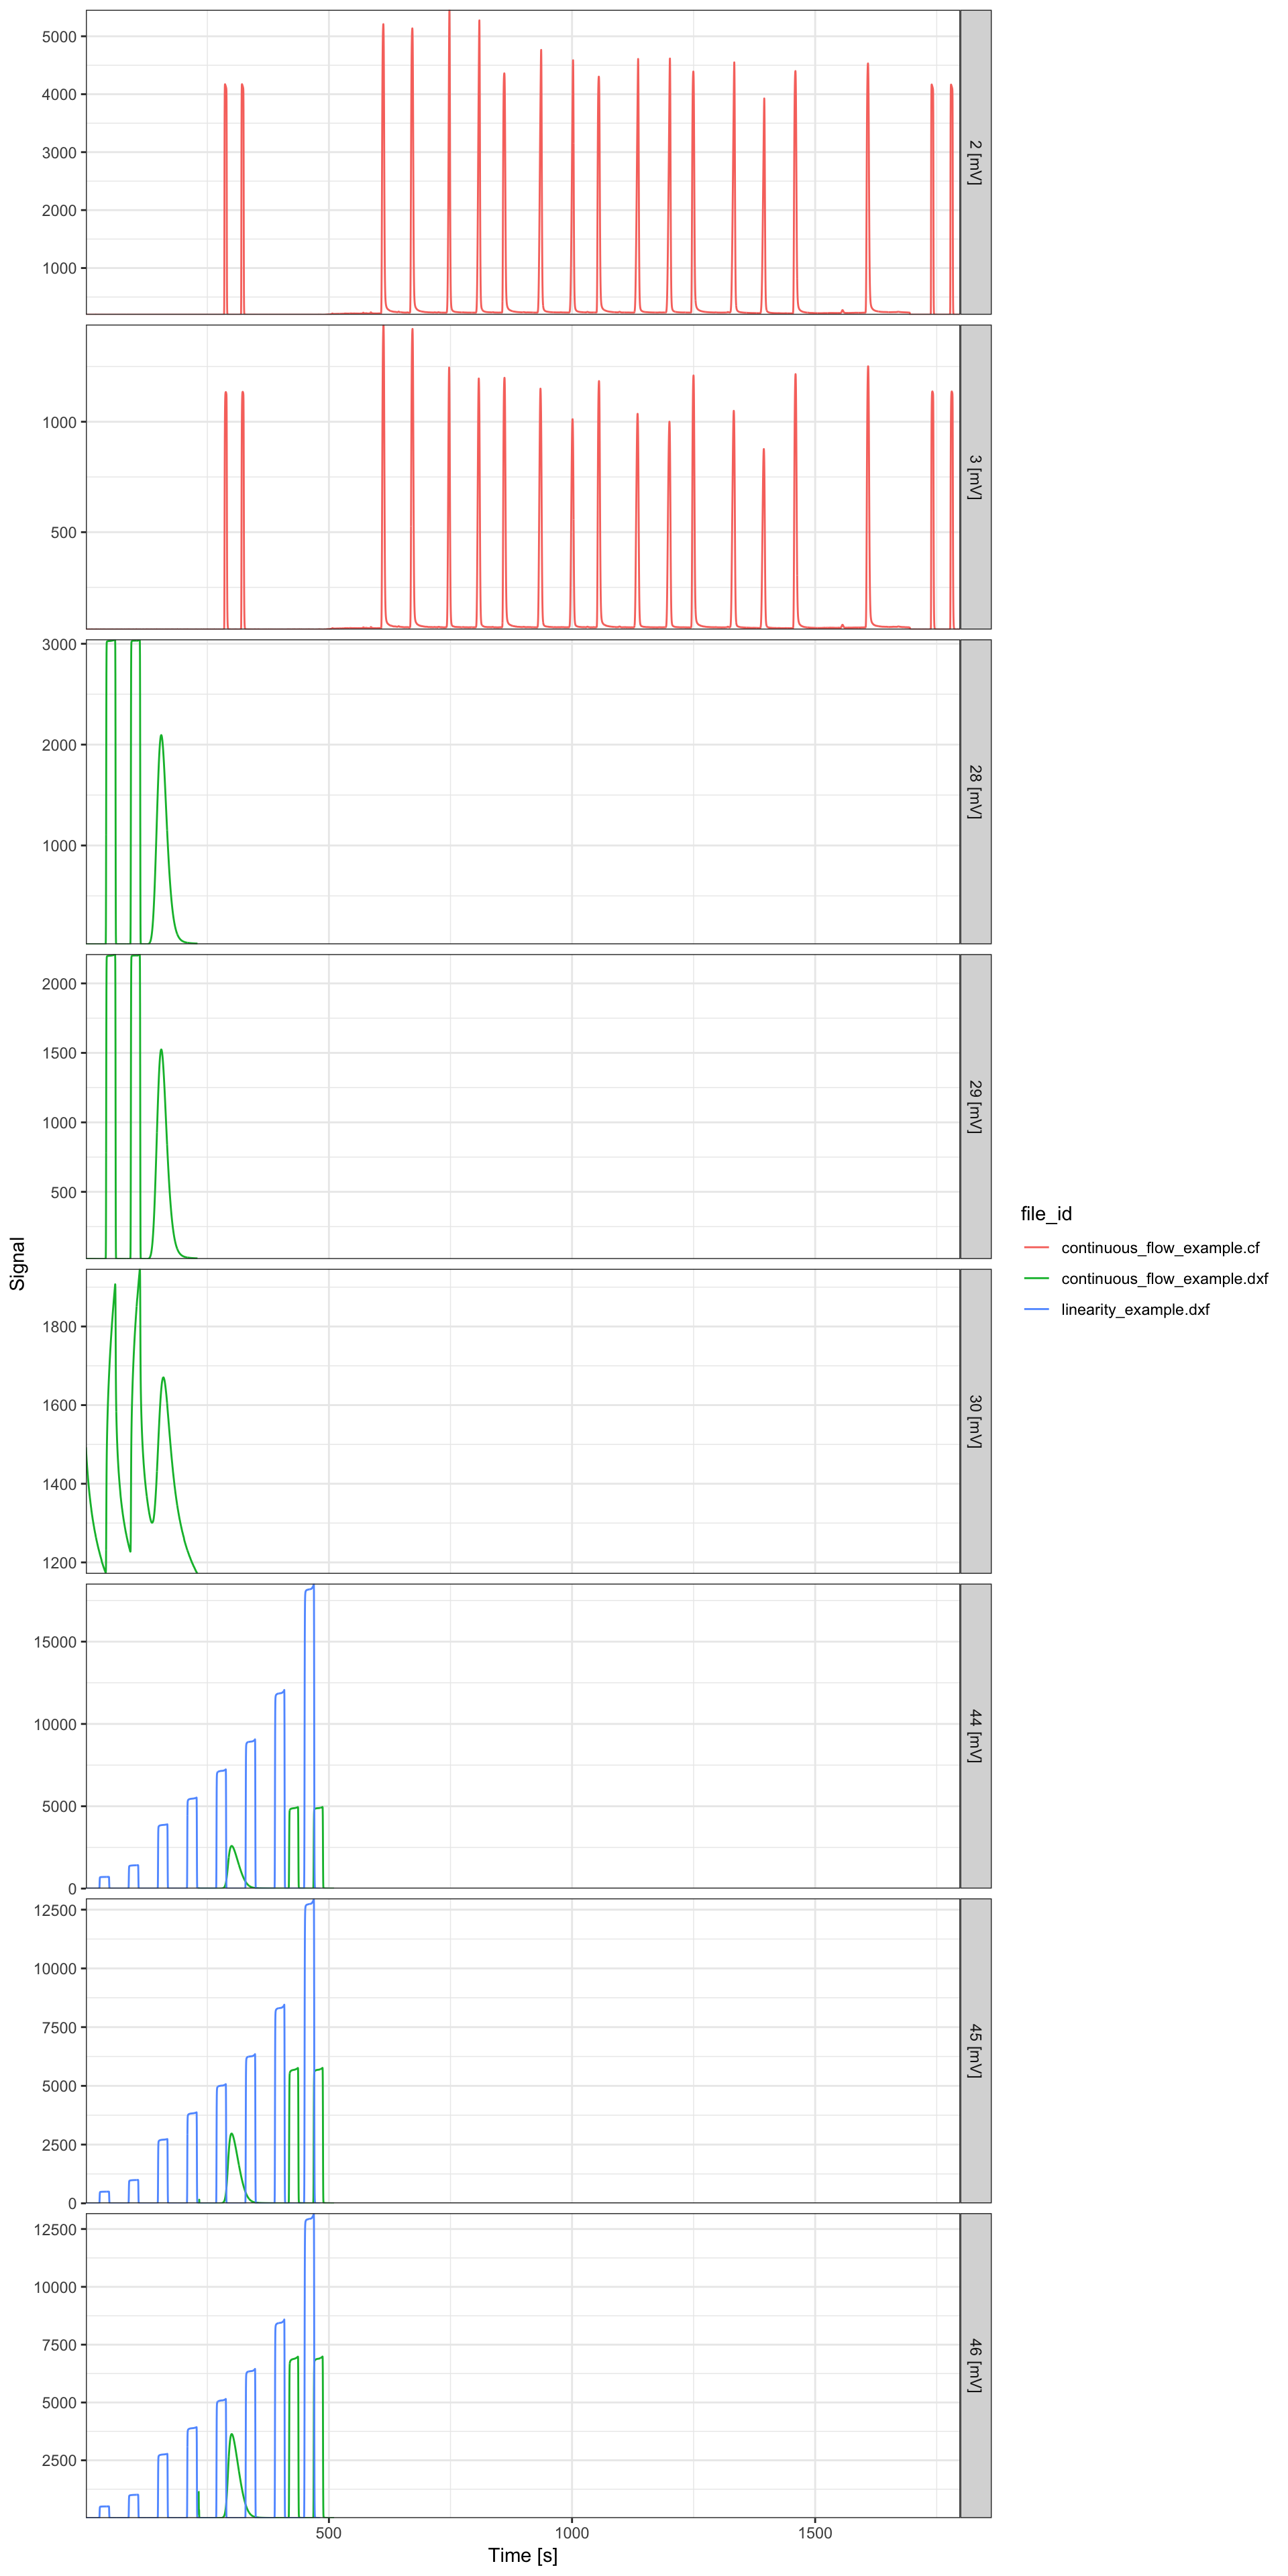 5000
4000
3000
2000
1000
2 [mV]
1000
500
3 [mV]
3000
2000
1000
28 [mV]
2000
1500
1000
500
29 [mV]
Signal
1800
1600
1400
1200
30 [mV]
file_id
continuous_flow_example.cf
continuous_flow_example.dxf
linearity_example.dxf
15000
10000
5000
0
44 [mV]
12500
10000
7500
5000
2500
0
45 [mV]
12500
10000
7500
5000
2500
46 [mV]
500 1000 1500
Time [s]